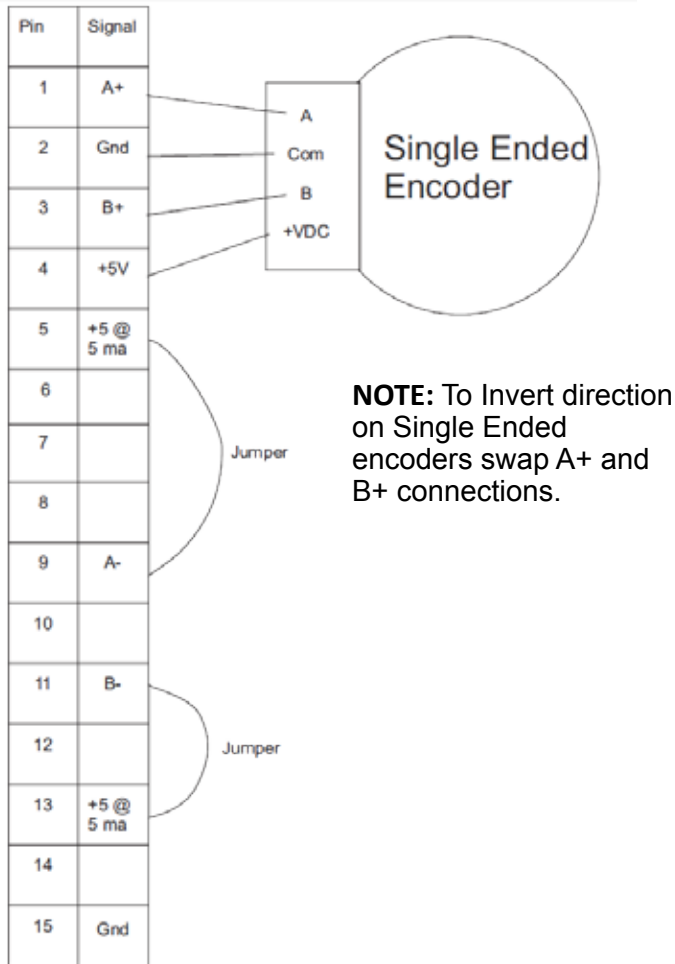 Pin Signal
1 A+
2 Gnd
3 B+
4 +5V
5 +5 @
5 ma
6
7
8
9 A-
10
11 B-
12
13 +5 @
5 ma
14
15 Gnd
A
Com
B
+VDC
Single Ended
Encoder
Jumper
NOTE: To Invert direction
on Single Ended
encoders swap A+ and
B+ connections.
Jumper